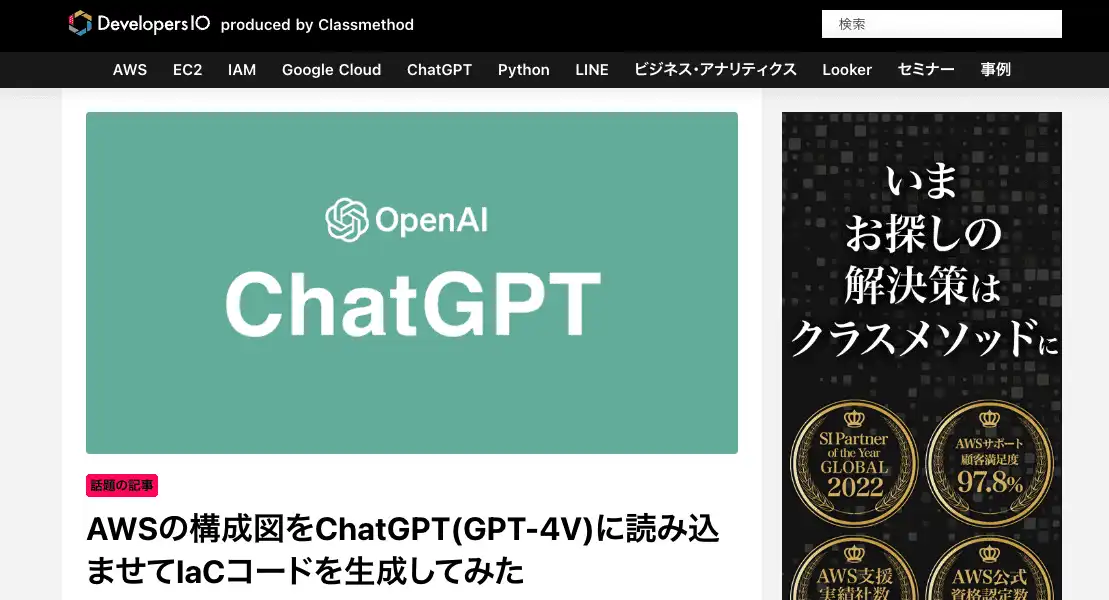 DevelopersIO produced by Classmethod
検索
AWS EC2 IAM Google Cloud ChatGPT Python LINE ビジネス・アナリティクス Looker セミナー 事例
OpenAI
ChatGPT
話題の記事
AWSの構成図をChatGPT(GPT-4V)に読み込
ませてIaCコードを生成してみた
いま
お探しの
解決策は
クラスメソッドに
SI Partner
of the Year
GLOBAL
2022
AWSサポート
顧客満足度
97.8%
AWS支援
実績社数
AWS公式
資格認定数